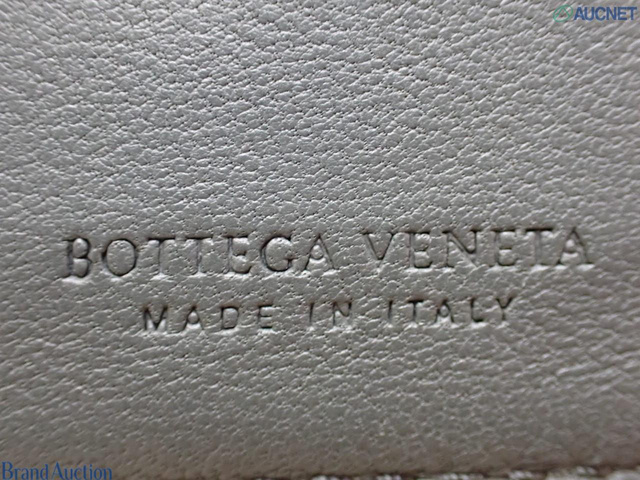 AUCNET
BOTTEGA VENETA
MADE IN ITALY
Brand Auction